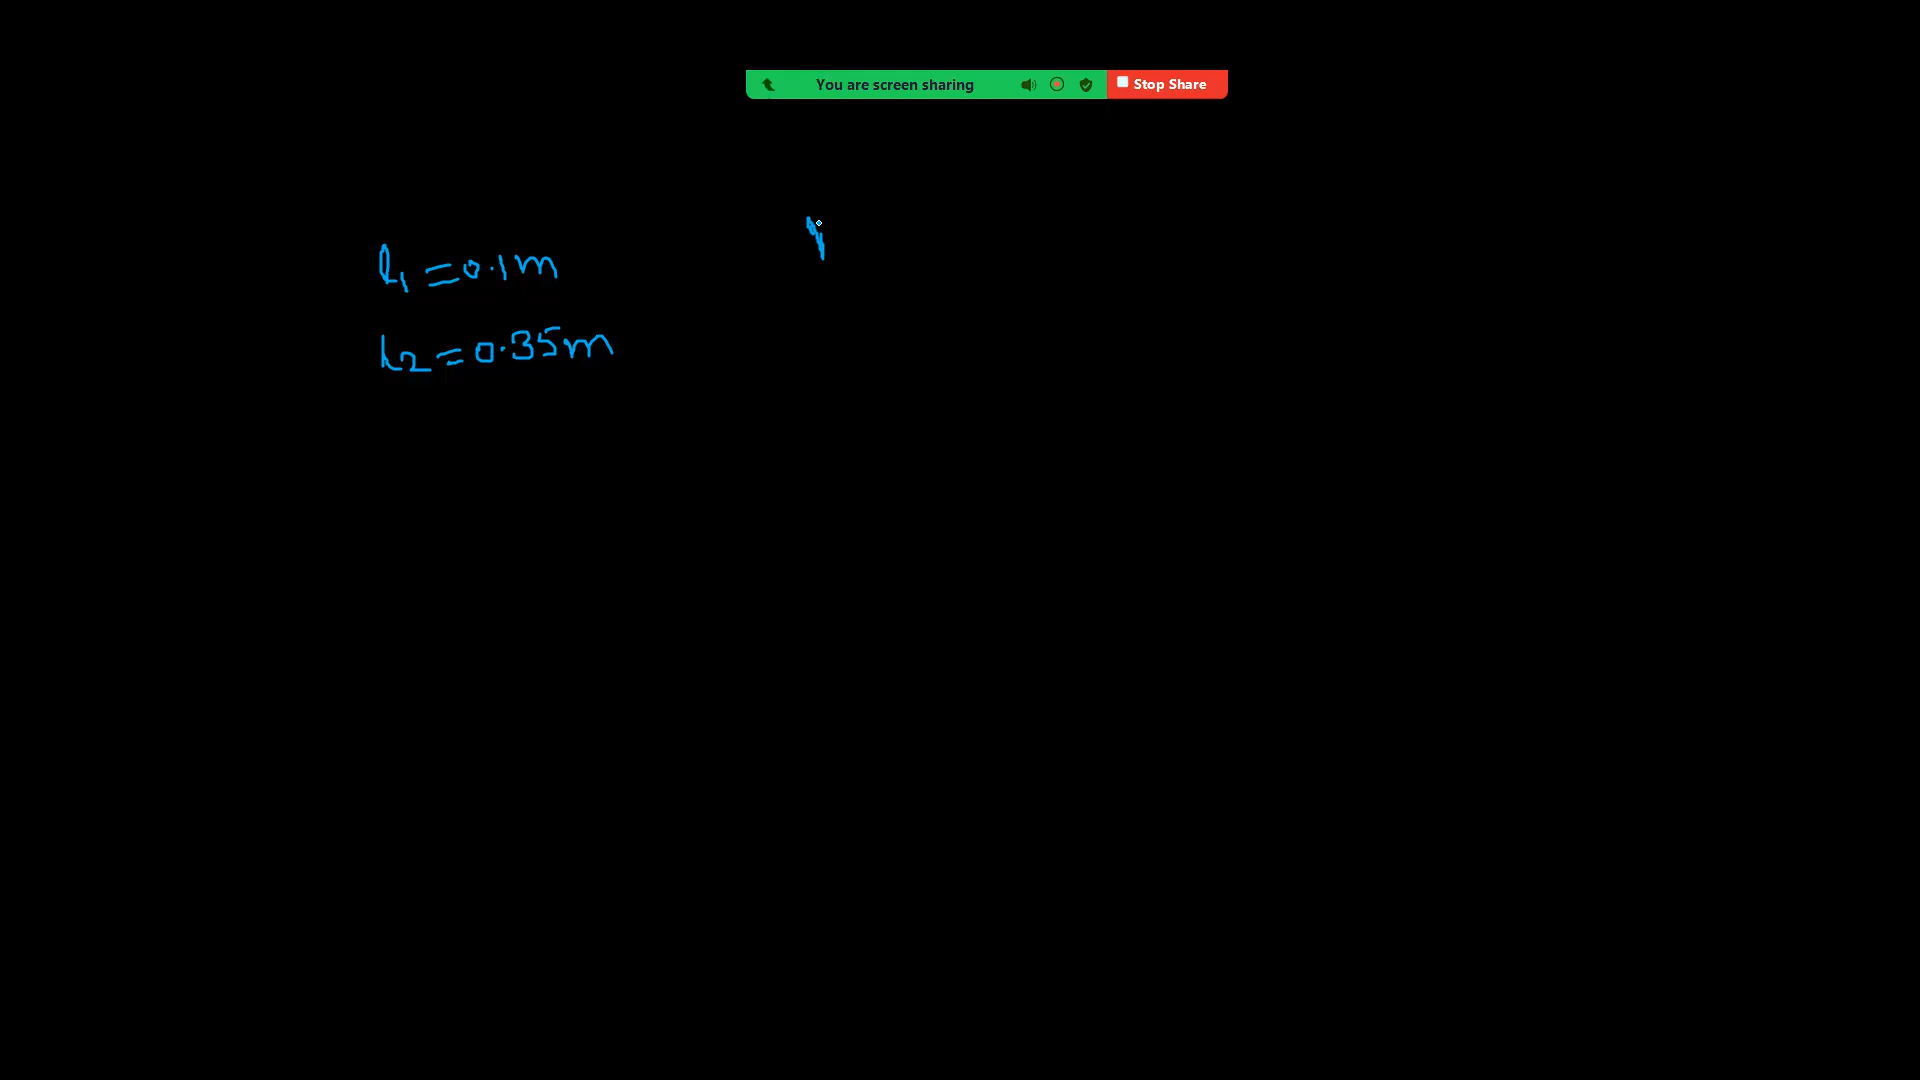 You are screen sharing Stop Share
l1 = 0.1m
l2 = 0.35m